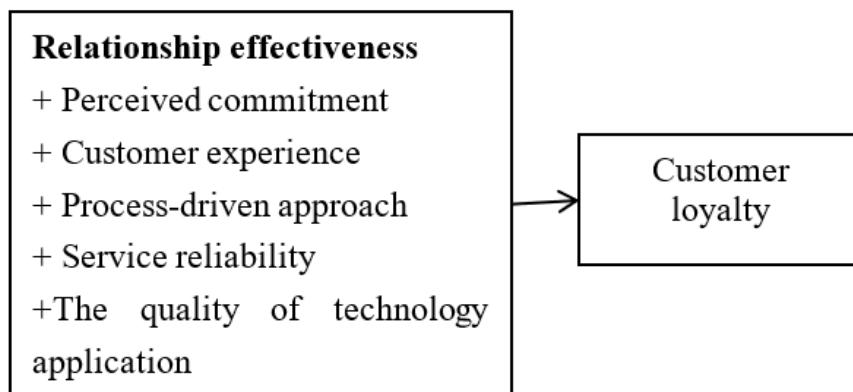 Relationship effectiveness
+ Perceived commitment
+ Customer experience
+ Process-driven approach
+ Service reliability
+The quality of technology
application
Customer
loyalty